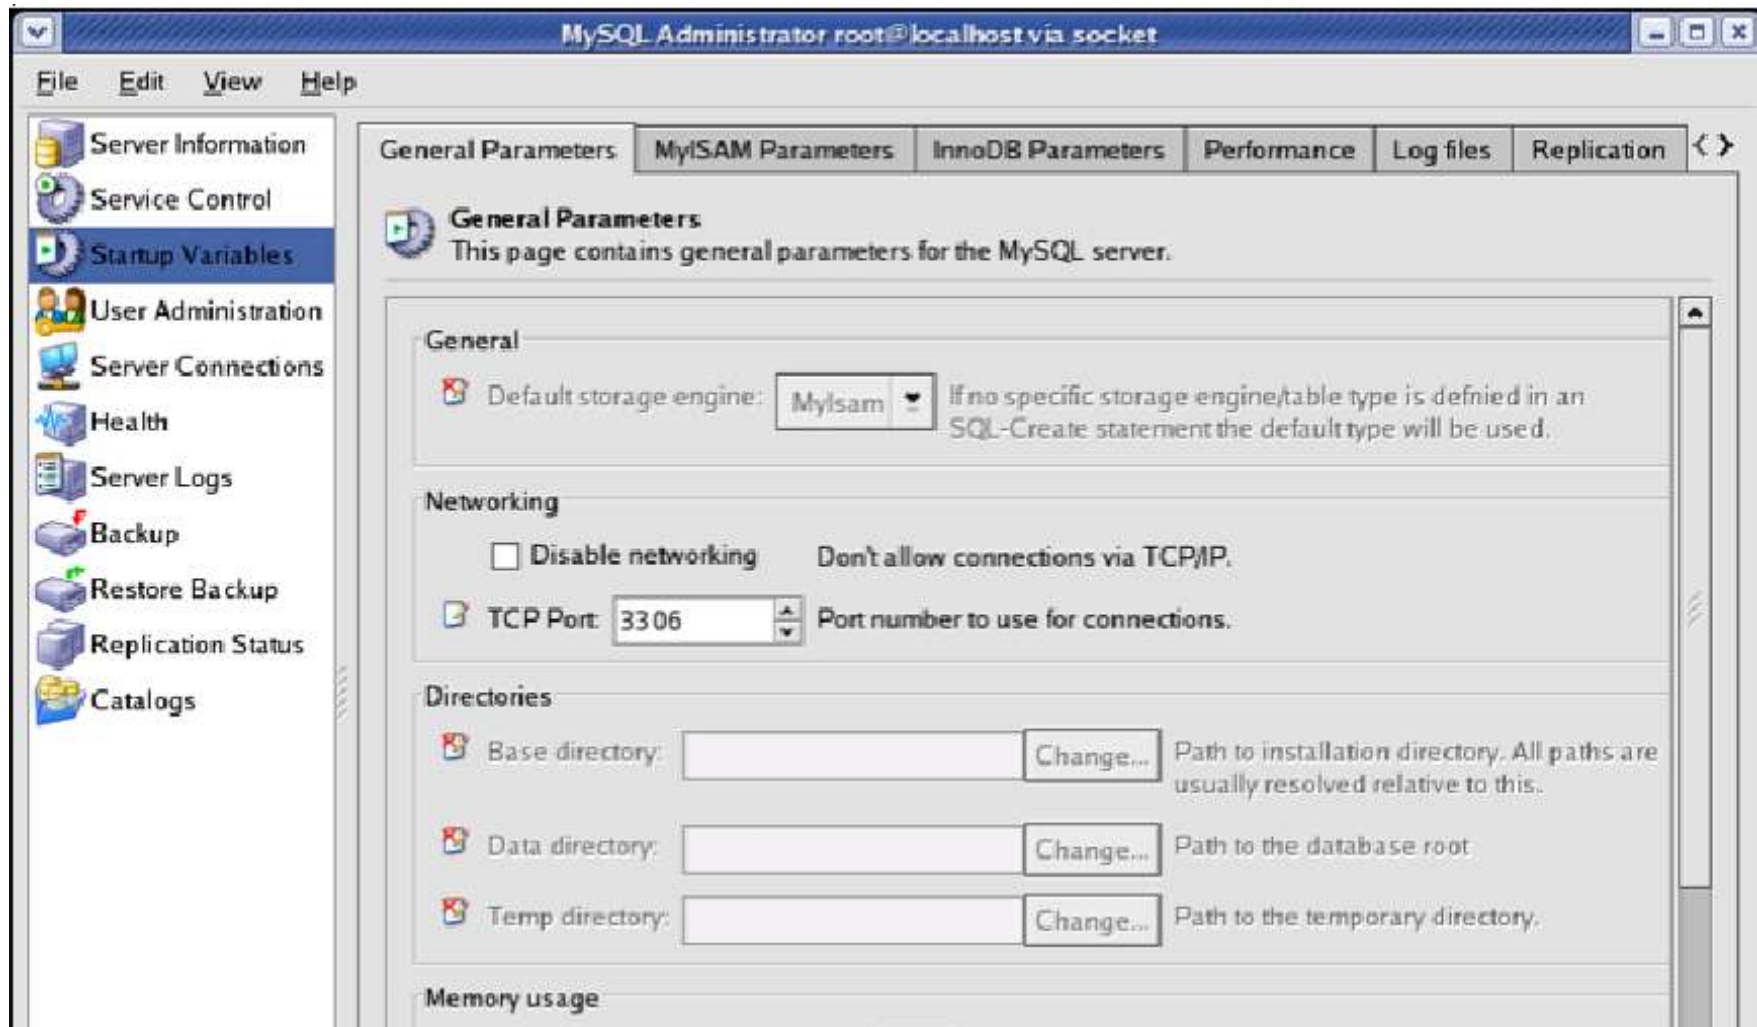 MySQL Administrator root@localhost via socket
File Edit View Help
Server Information
Service Control
Startup Variables
User Administration
Server Connections
Health
Server Logs
Backup
Restore Backup
Replication Status
Catalogs
General Parameters MyISAM Parameters InnoDB Parameters Performance Log files Replication
General Parameters
This page contains general parameters for the MySQL server.
General
Default storage engine: MyIsam If no specific storage engine/table type is defnied in an
SQL-Create statement the default type will be used.
Networking
Disable networking Don't allow connections via TCP/IP.
TCP Port: 3306 Port number to use for connections.
Directories
Base directory: Change... Path to installation directory. All paths are
usually resolved relative to this.
Data directory: Change... Path to the database root
Temp directory: Change... Path to the temporary directory.
Memory usage